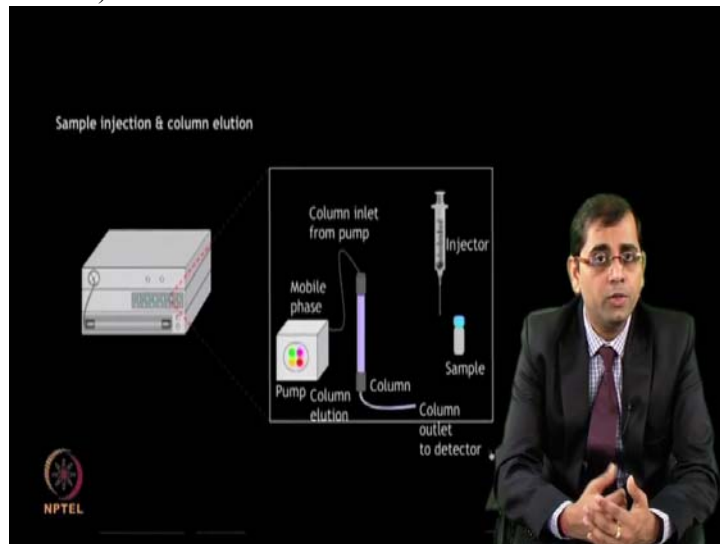 Sample injection & column elution
Column inlet
from pump
Injector
Mobile
phase
Sample
Pump
Column
elution
Column
Column
outlet
to detector
NPTEL